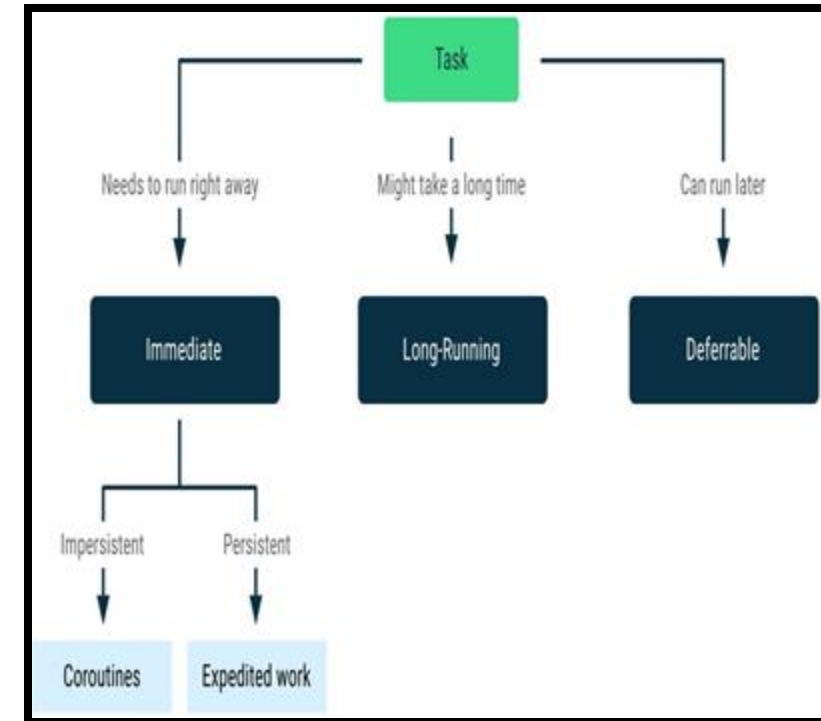 Task
Needs to run right away
Might take a long time
Can run later
Immediate
Long-Running
Deferrable
Impersistent
Persistent
Coroutines
Expedited work